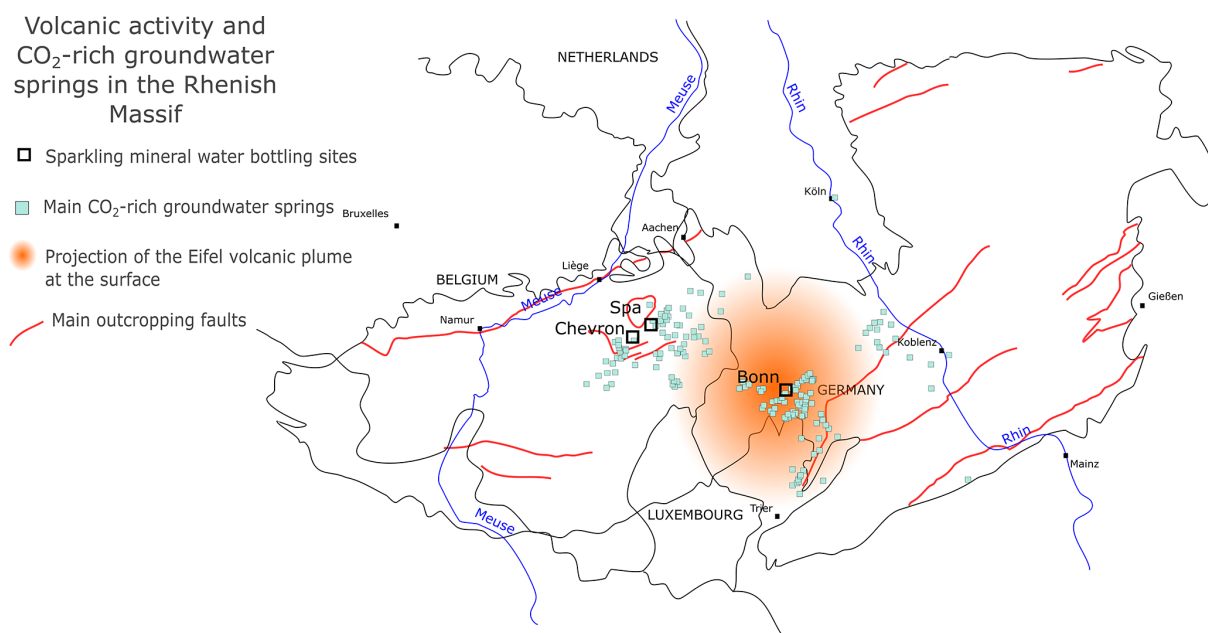 Volcanic activity and
CO₂-rich groundwater
springs in the Rhenish
Massif
Sparkling mineral water bottling sites
Main CO₂-rich groundwater springs
Projection of the Eifel volcanic plume
at the surface
Main outcropping faults
NETHERLANDS
Meuse
Rhin
Köln
Bruxelles
Aachen
Rhin
Liège
BELGIUM
Meuse
Gießen
Spa
Namur
Chevron
Koblenz
Bonn
GERMANY
Rhin
Mainz
Trier
LUXEMBOURG
Meuse